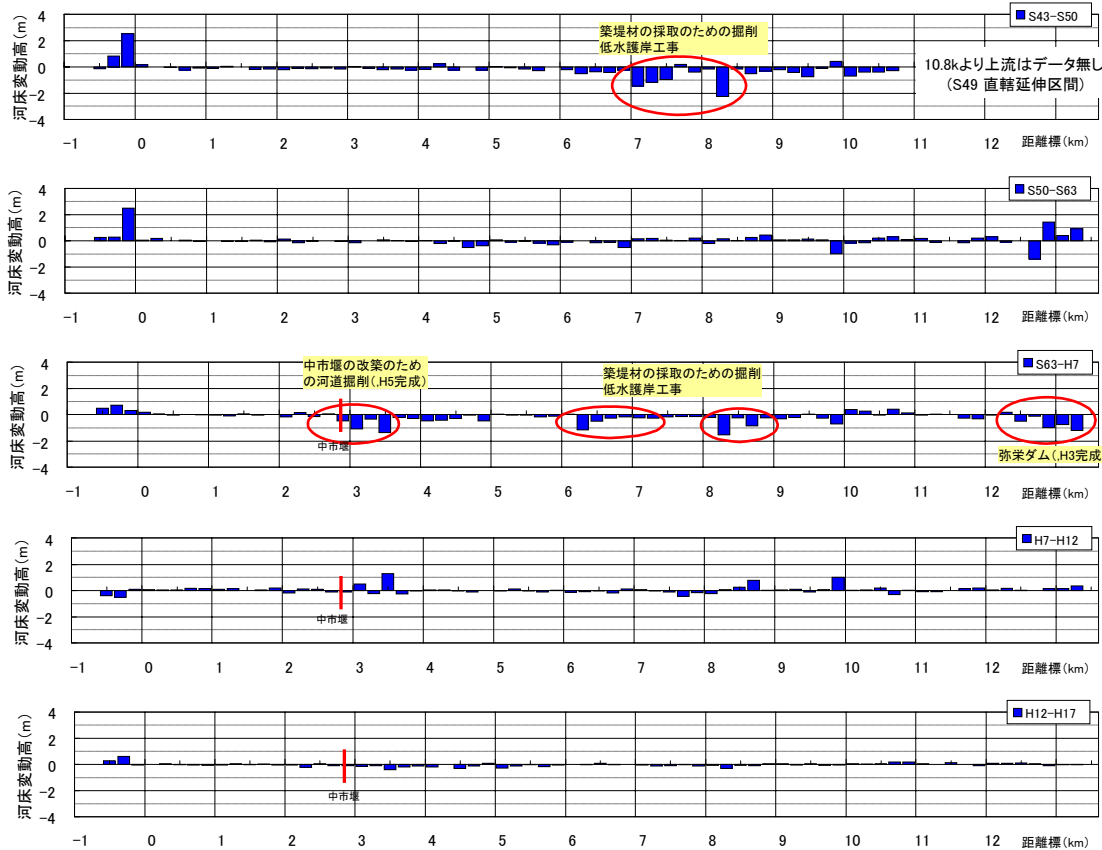 河床変動高(m)
4
2
0
-2
-4
S43-S50
築堤材の採取のための掘削
低水護岸工事
10.8kより上流はデータ無し
(S49 直轄延伸区間)
-1 0 1 2 3 4 5 6 7 8 9 10 11 12 距離標(km)
河床変動高(m)
4
2
0
-2
-4
S50-S63
-1 0 1 2 3 4 5 6 7 8 9 10 11 12 距離標(km)
河床変動高(m)
4
2
0
-2
-4
S63-H7
中市堰の改築のため
の河道掘削(,H5完成)
築堤材の採取のための掘削
低水護岸工事
中市堰
弥栄ダム(,H3完成
-1 0 1 2 3 4 5 6 7 8 9 10 11 12 距離標(km)
河床変動高(m)
4
2
0
-2
-4
H7-H12
中市堰
-1 0 1 2 3 4 5 6 7 8 9 10 11 12 距離標(km)
河床変動高(m)
4
2
0
-2
-4
H12-H17
中市堰
-1 0 1 2 3 4 5 6 7 8 9 10 11 12 距離標(km)